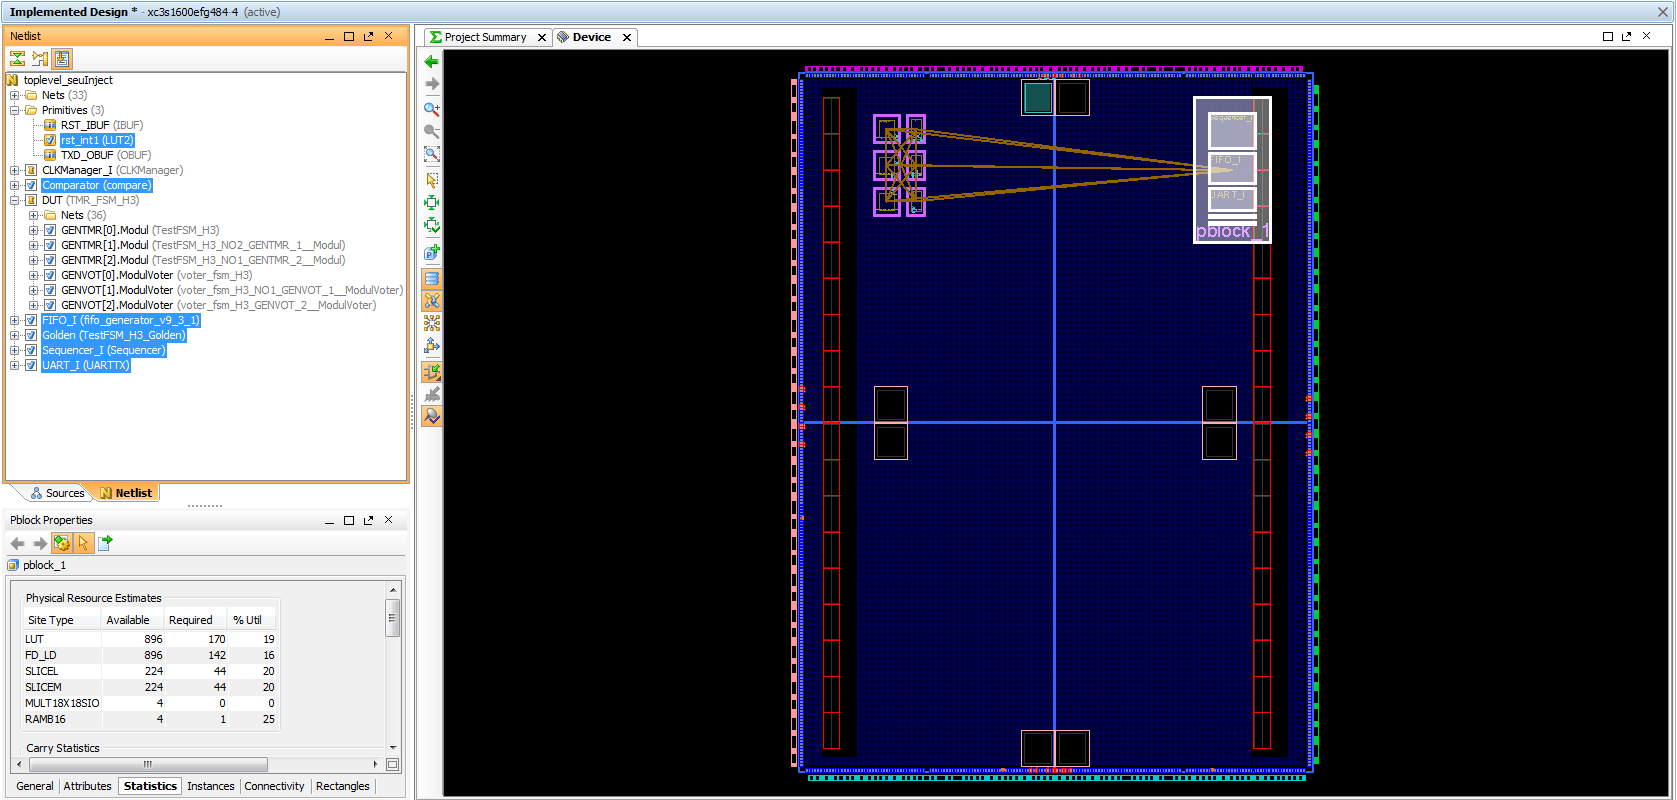 Implemented Design * - xc3s1600efg484-4 (active)
Netlist
toplevel_seuInject
Nets (33)
Primitives (3)
RST_IBUF (IBUF)
rst_int1 (LUT2)
TXD_OBUF (OBUF)
CLKManager_I (CLKManager)
Comparator (compare)
DUT (TMR_FSM_H3)
Nets (36)
GENTMR[0].Modul (TestFSM_H3)
GENTMR[1].Modul (TestFSM_H3_NO2_GENTMR_1__Modul)
GENTMR[2].Modul (TestFSM_H3_NO1_GENTMR_2__Modul)
GENVOT[0].ModulVoter (voter_fsm_H3)
GENVOT[1].ModulVoter (voter_fsm_H3_NO1_GENVOT_1__ModulVoter)
GENVOT[2].ModulVoter (voter_fsm_H3_GENVOT_2__ModulVoter)
FIFO_I (fifo_generator_v9_3_1)
Golden (TestFSM_H3_Golden)
Sequencer_I (Sequencer)
UART_I (UARTTX)
Sources
Netlist
Pblock Properties
pblock_1
Physical Resource Estimates
Site Type Available Required % Util
LUT 896 170 19
FD_LD 896 142 16
SLICEL 224 44 20
SLICEM 224 44 20
MULT18X18SIO 4 0 0
RAMB16 4 1 25
Carry Statistics
General Attributes Statistics Instances Connectivity Rectangles
Project Summary
Device
Sequencer_I
FIFO_I
UART_I
pblock_1